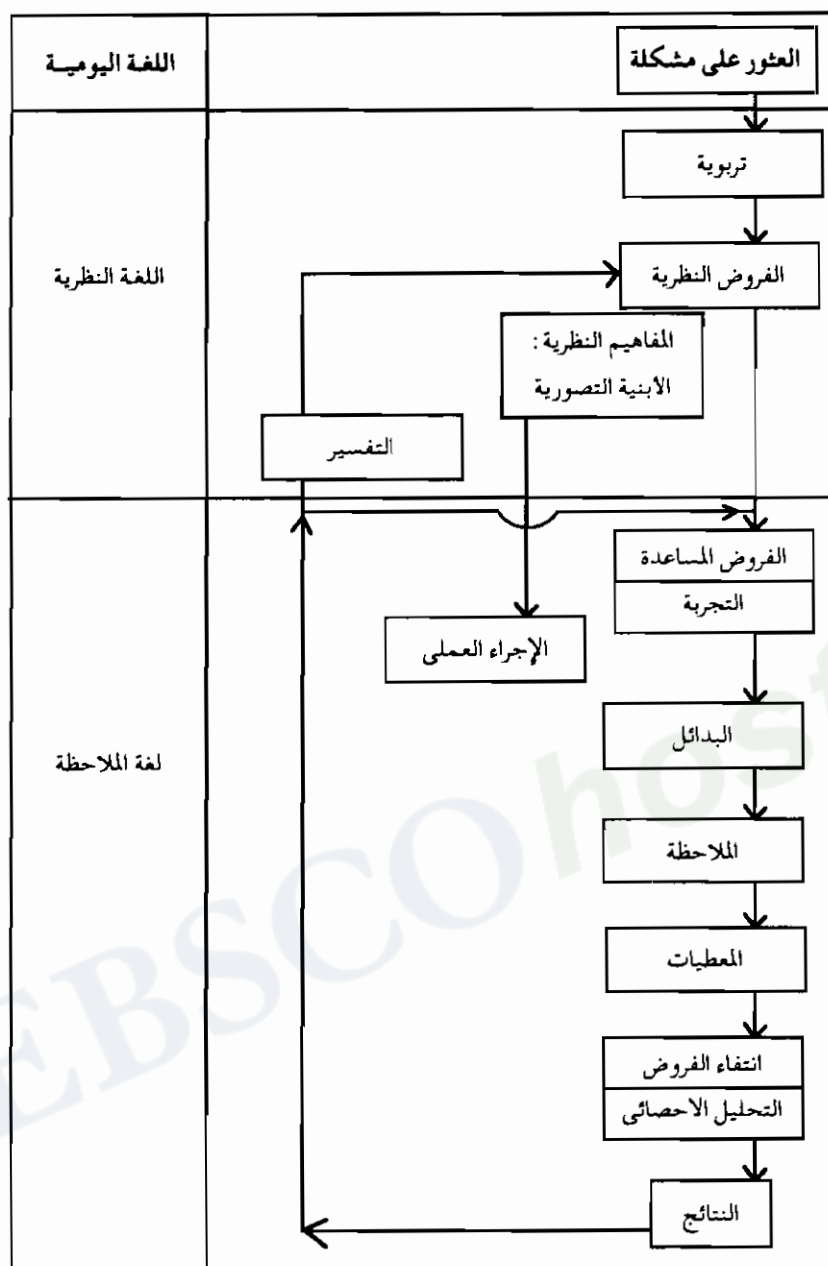 العثور على مشكلة
اللغة اليوميـة
تربوية
الفروض النظرية
اللغة النظرية
المفاهيم النظرية :
الأبنية التصورية
التفسير
الفروض المساعدة
التجربة
الإجراء العملى
البدائل
لغة الملاحظة
الملاحظة
المعطيات
انتفاء الفروض
التحليل الاحصائى
النتائج
EBSCOhost